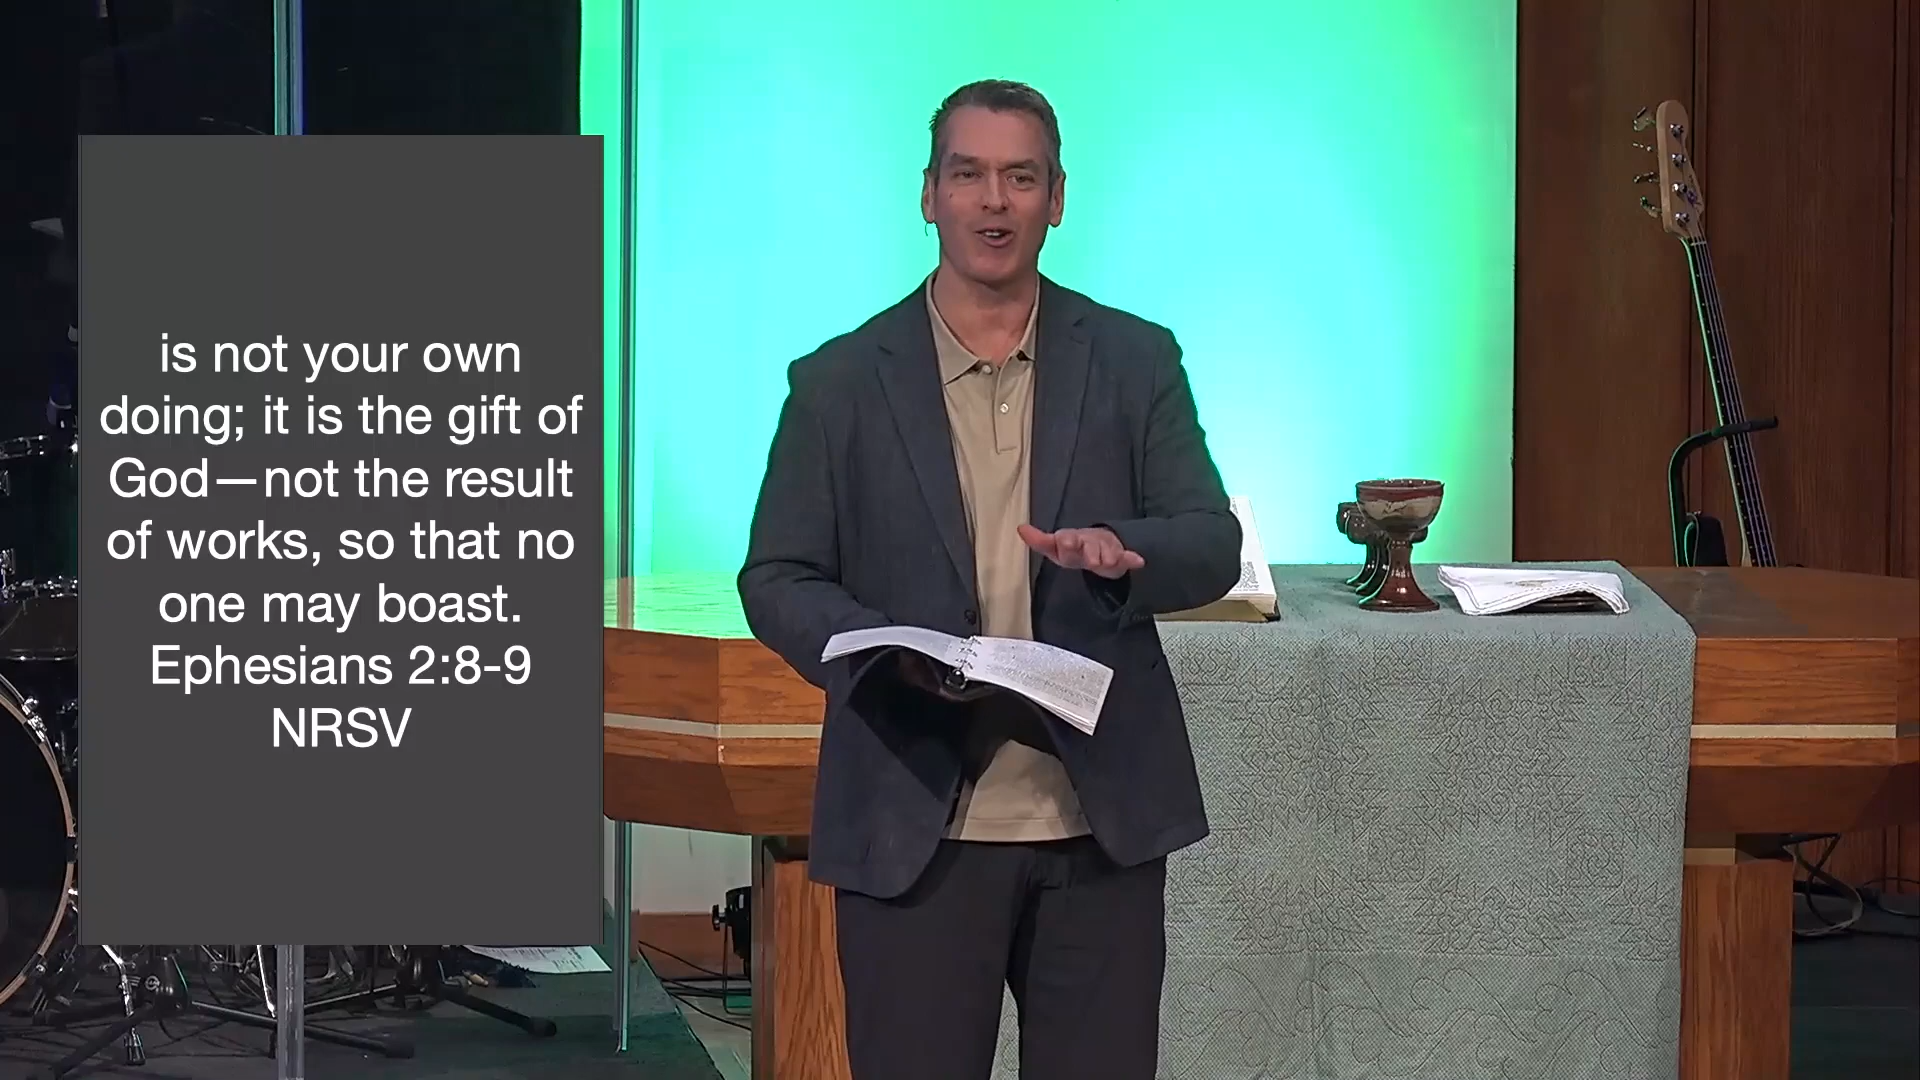 is not your own
doing; it is the gift of
God—not the result
of works, so that no
one may boast.
Ephesians 2:8-9
NRSV